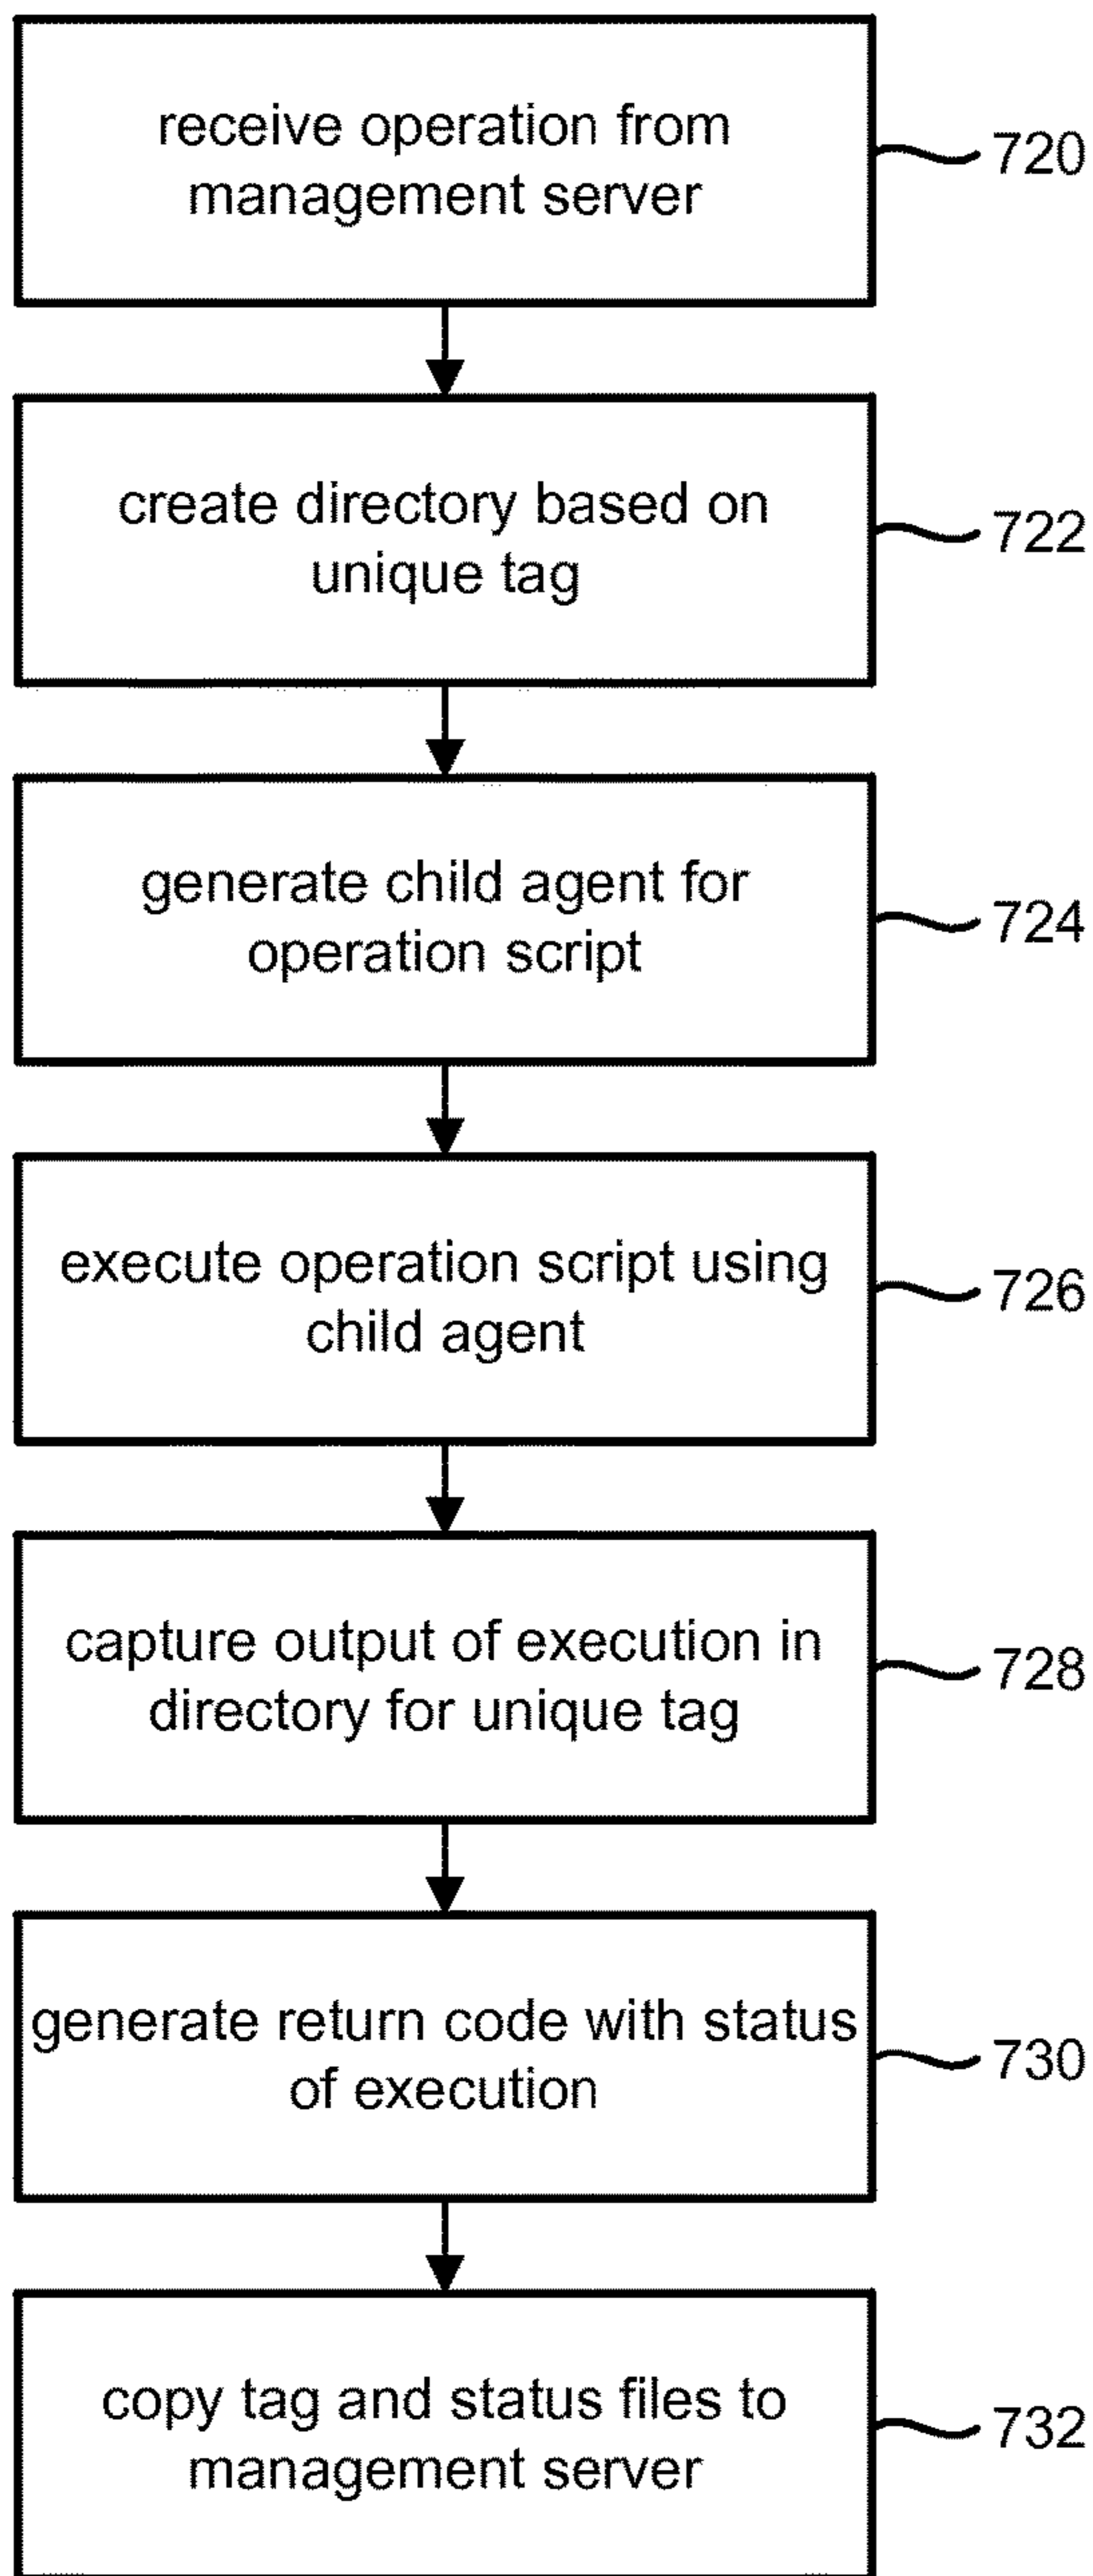 receive operation from
management server
720
create directory based on
unique tag
722
generate child agent for
operation script
724
execute operation script using
child agent
726
capture output of execution in
directory for unique tag
728
generate return code with status
of execution
730
copy tag and status files to
management server
732